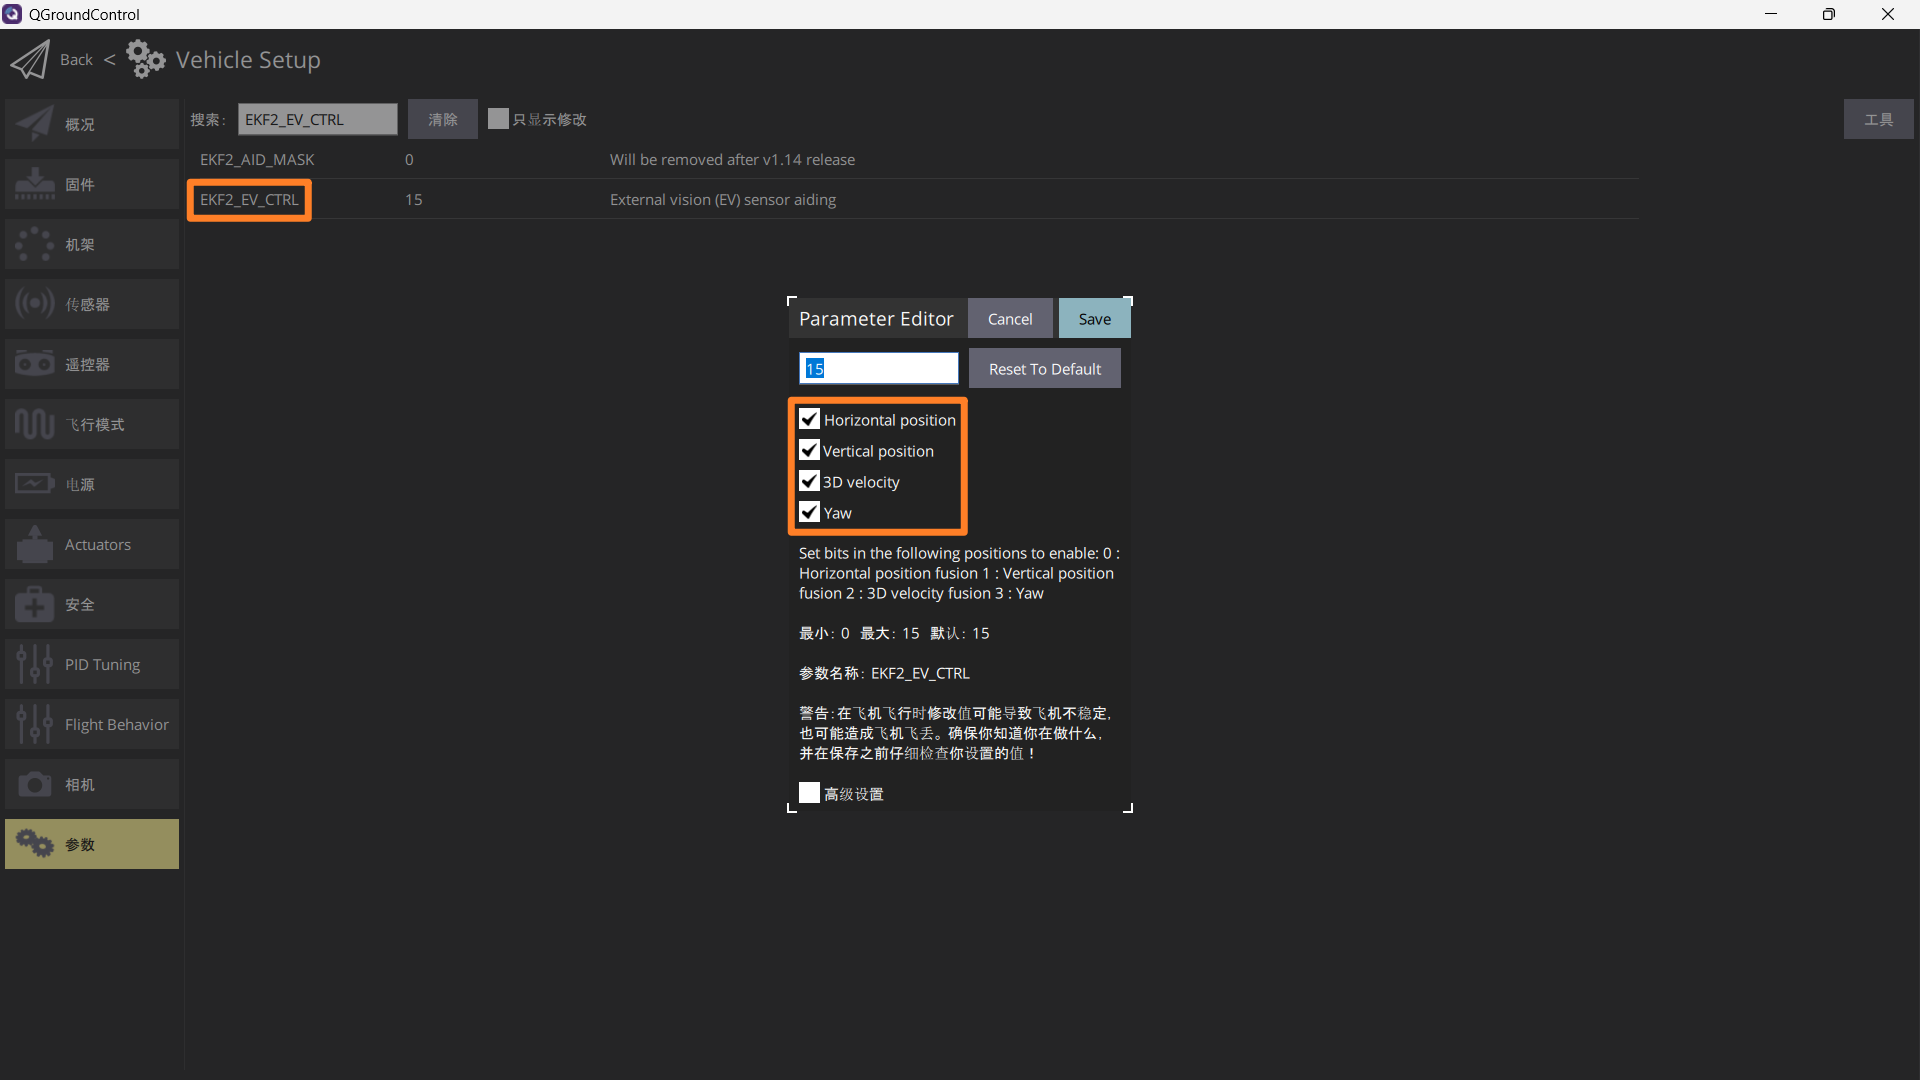 QGroundControl
Back < Vehicle Setup
概况
固件
机架
传感器
遥控器
飞行模式
电源
Actuators
安全
PID Tuning
Flight Behavior
相机
参数
搜索: EKF2_EV_CTRL 清除 只显示修改 工具
EKF2_AID_MASK 0 Will be removed after v1.14 release
EKF2_EV_CTRL 15 External vision (EV) sensor aiding
Parameter Editor Cancel Save
15 Reset To Default
Horizontal position
Vertical position
3D velocity
Yaw
Set bits in the following positions to enable: 0 :
Horizontal position fusion 1 : Vertical position
fusion 2 : 3D velocity fusion 3 : Yaw
最小: 0 最大: 15 默认: 15
参数名称: EKF2_EV_CTRL
警告:在飞机飞行时修改值可能导致飞机不稳定,
也可能造成飞机飞丢。确保你知道你在做什么,
并在保存之前仔细检查你设置的值！
高级设置